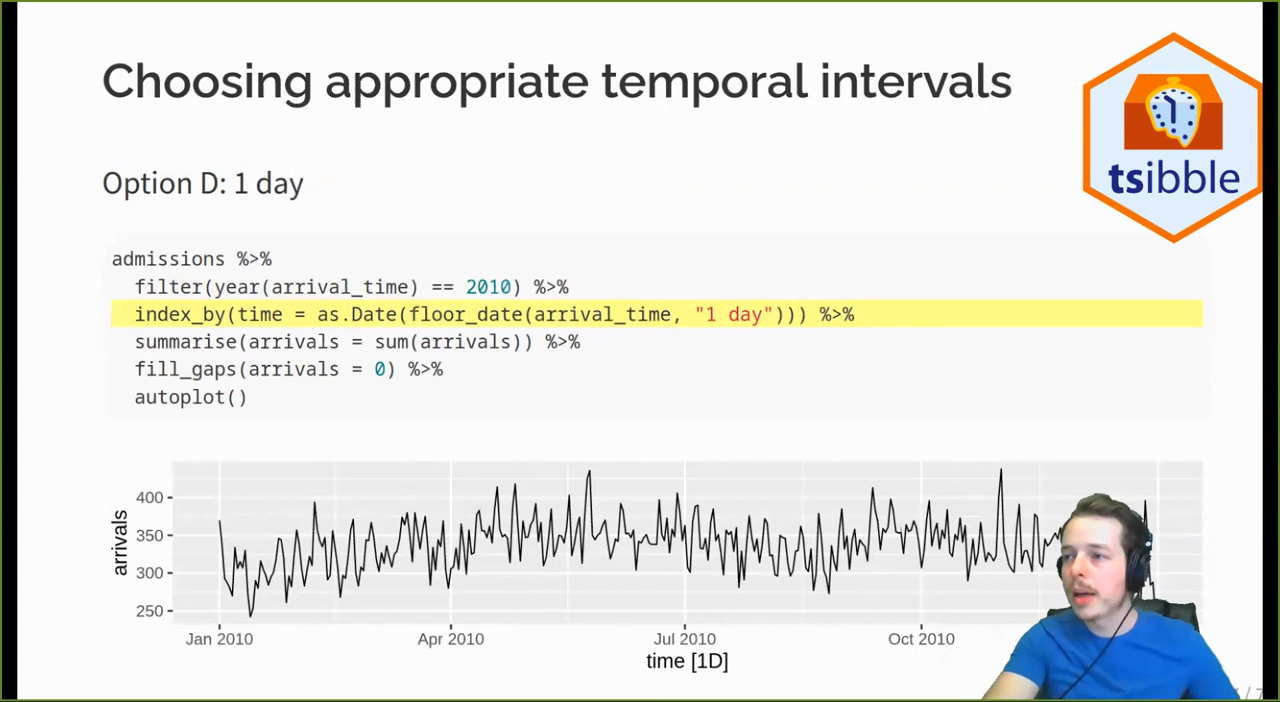 Choosing appropriate temporal intervals
tsibble
Option D: 1 day
admissions %>%
filter(year(arrival_time) == 2010) %>%
index_by(time = as.Date(floor_date(arrival_time, "1 day"))) %>%
summarise(arrivals = sum(arrivals)) %>%
fill_gaps(arrivals = 0) %>%
autoplot()
arrivals
400
350
300
250
Jan 2010 Apr 2010 Jul 2010 Oct 2010
time [1D]